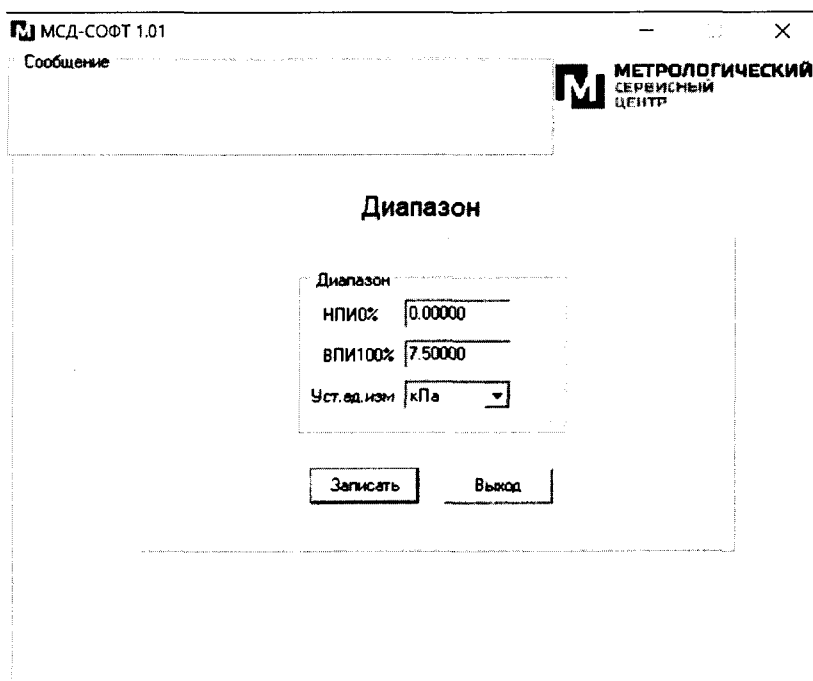 М МСД-СОФТ 1.01
Сообщение
М МЕТРОЛОГИЧЕСКИЙ
СЕРВИСНЫЙ
ЦЕНТР
Диапазон
Диапазон
НПИ0% 0.00000
ВПИ100% 7.50000
Уст.ед.изм кПа
Записать Выход